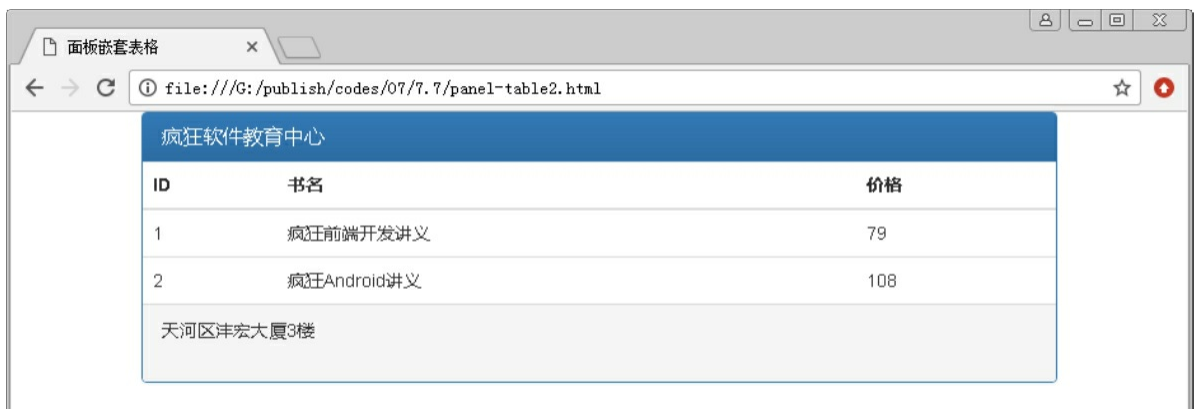 面板嵌套表格
file:///G:/publish/codes/07/7.7/panel-table2.html
疯狂软件教育中心
ID 书名 价格
1 疯狂前端开发讲义 79
2 疯狂Android讲义 108
天河区沣宏大厦3楼